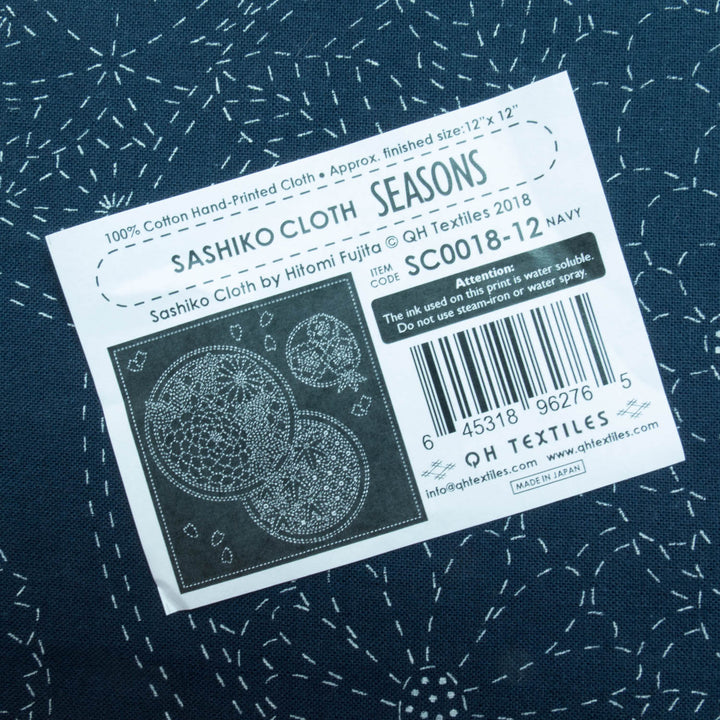 100% Cotton Hand-Printed Cloth • Approx. finished size:12"x 12"
SASHIKO CLOTH SEASONS
Sashiko Cloth by Hitomi Fujita © QH Textiles 2018
ITEM CODE SC0018-12 NAVY
Attention:
The ink used on this print is water soluble.
Do not use steam-iron or water spray.
6 45318 96276 5
QH TEXTILES
info@qhtextiles.com www.qhtextiles.com
MADE IN JAPAN